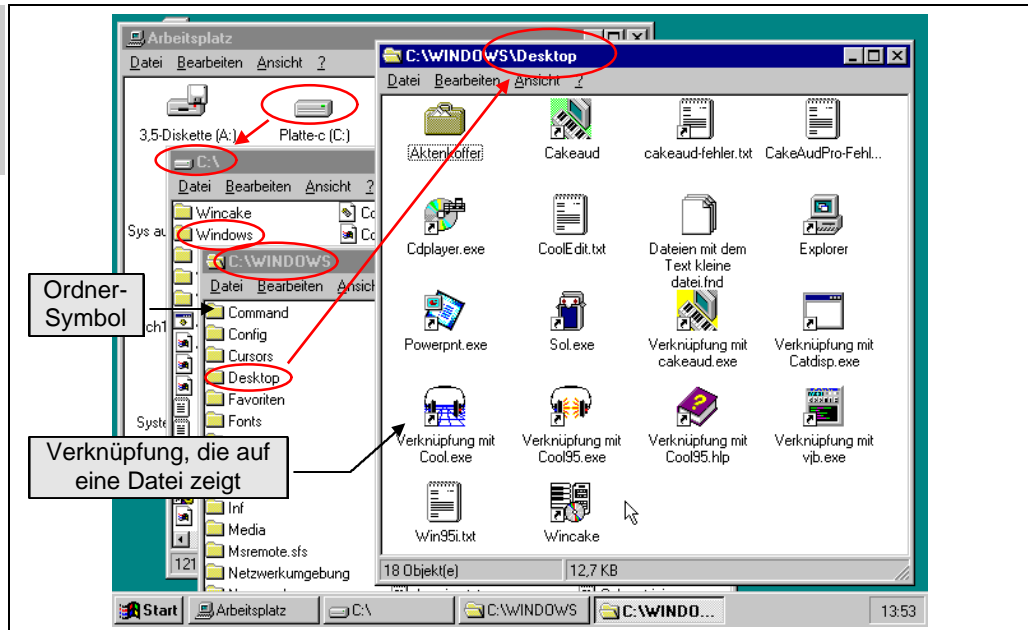 Arbeitsplatz
Datei Bearbeiten Ansicht ?
3,5-Diskette (A:) Platte-c (C:)
C:\
Datei Bearbeiten Ansicht ?
Wincake
Windows
C:\WINDOWS
Datei Bearbeiten
Command
Config
Cursors
Desktop
Favoriten
Fonts
Inf
Media
Msremote.sfs
Netzwerkumgebung
121
Ordner-
Symbol
Verknüpfung, die auf
eine Datei zeigt
C:\WINDOWS\Desktop
Datei Bearbeiten Ansicht ?
Aktenkoffer
Cakeaud
cakeaud-fehler.txt
CakeAudPro-Fehl...
Cdplayer.exe
CoolEdit.txt
Dateien mit dem
Text kleine
datei.fnd
Explorer
Powerpnt.exe
Sol.exe
Verknüpfung mit
cakeaud.exe
Verknüpfung mit
Catdisp.exe
Verknüpfung mit
Cool.exe
Verknüpfung mit
Cool95.exe
Verknüpfung mit
Cool95.hlp
Verknüpfung mit
vjb.exe
Win95i.txt
Wincake
18 Objekt(e) 12,7 KB
Start Arbeitsplatz C:\ C:\WINDOWS C:\WINDO... 13:53